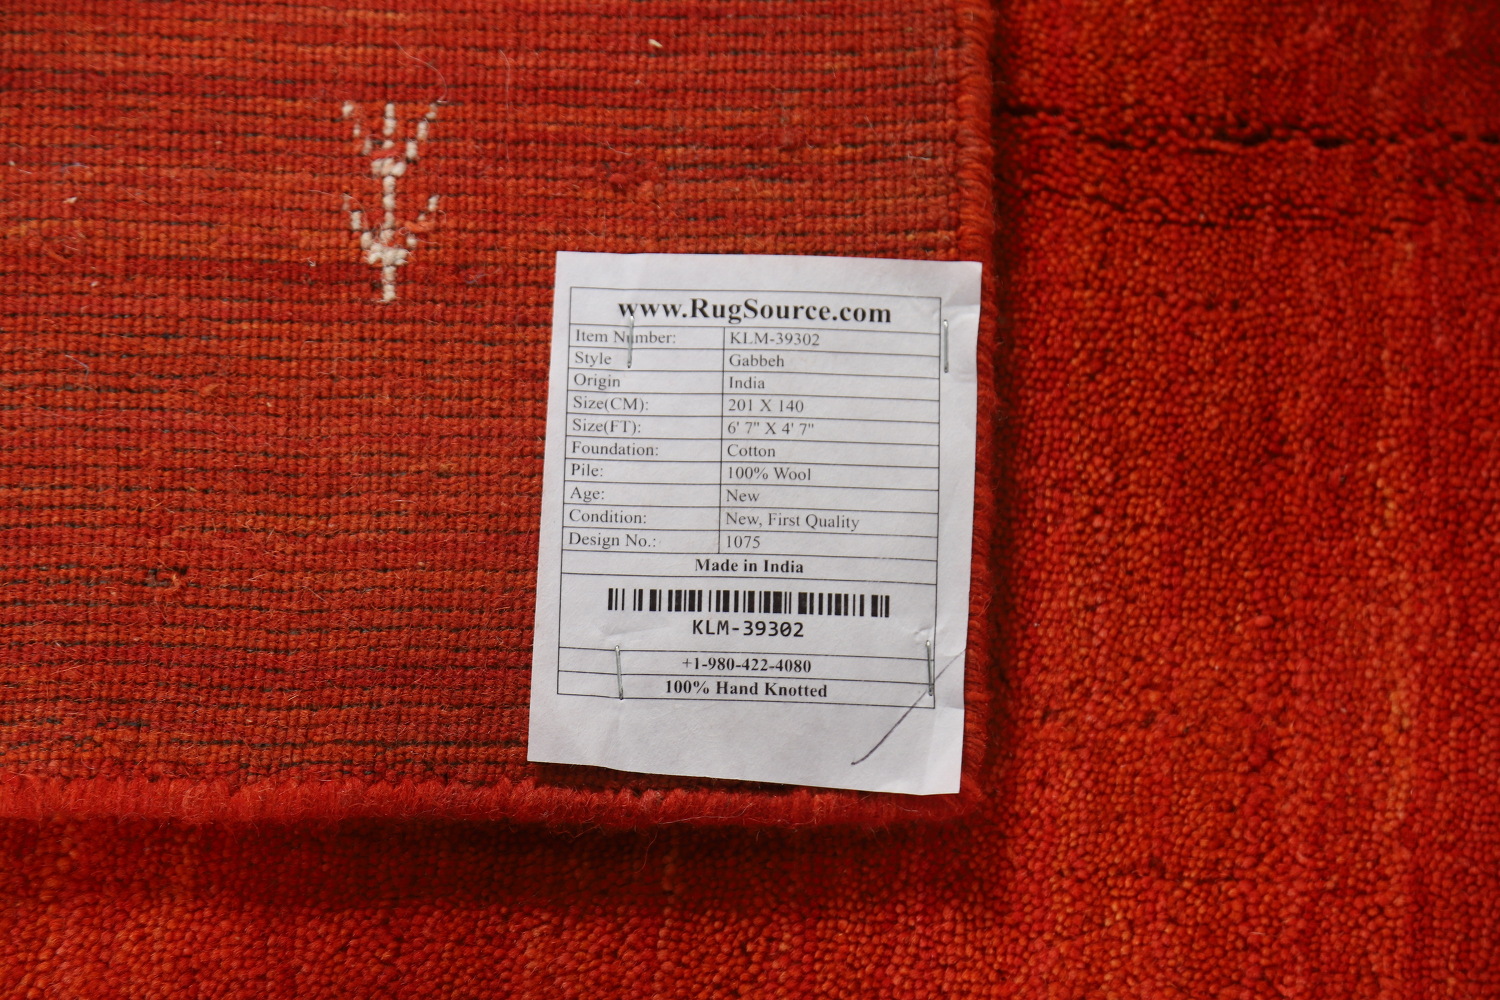 www.RugSource.com
Item Number: KLM-39302
Style Gabbeh
Origin India
Size(CM): 201 X 140
Size(FT): 6' 7" X 4' 7"
Foundation: Cotton
Pile: 100% Wool
Age: New
Condition: New, First Quality
Design No.: 1075
Made in India
KLM-39302
+1-980-422-4080
100% Hand Knotted